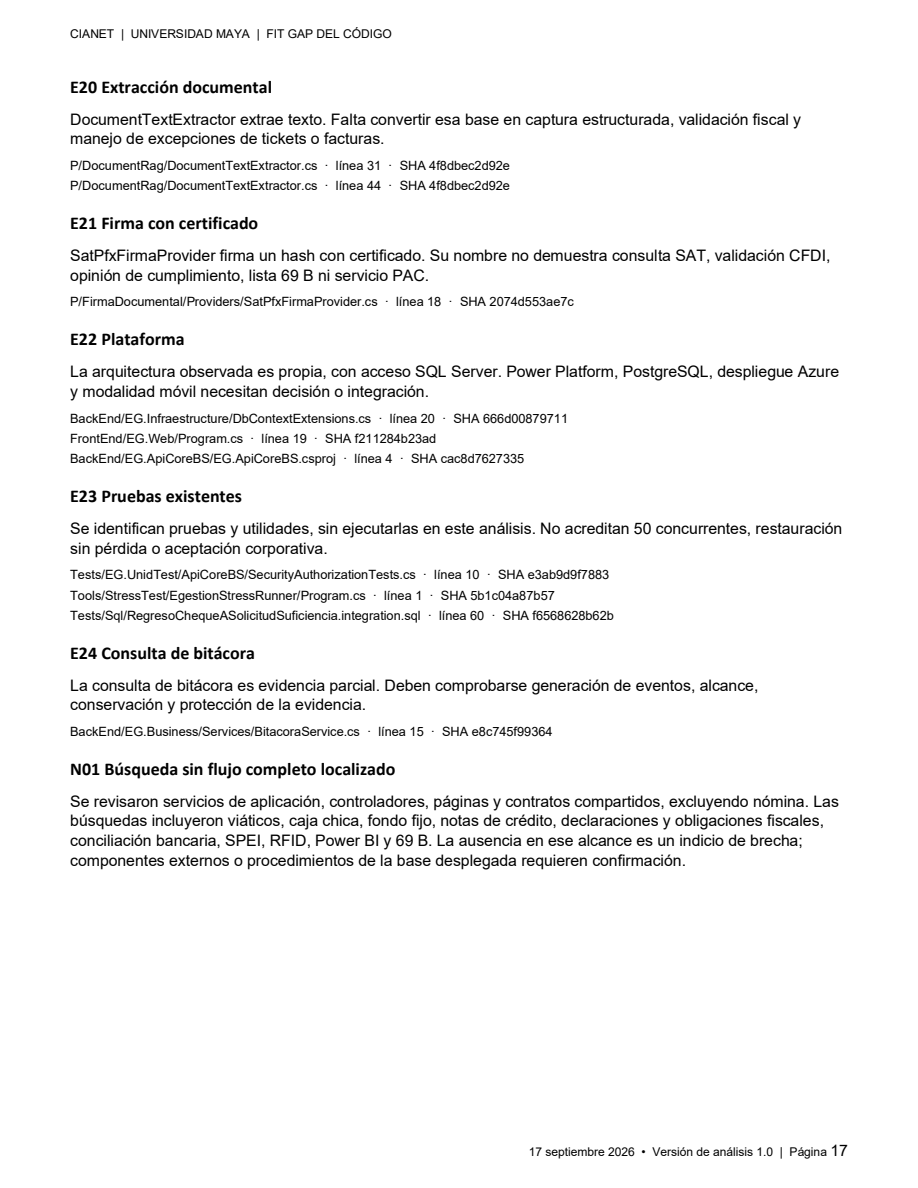 CIANET | UNIVERSIDAD MAYA | FIT GAP DEL CÓDIGO
E20 Extracción documental
DocumentTextExtractor extrae texto. Falta convertir esa base en captura estructurada, validación fiscal y
manejo de excepciones de tickets o facturas.
P/DocumentRag/DocumentTextExtractor.cs · línea 31 · SHA 4f8dbec2d92e
P/DocumentRag/DocumentTextExtractor.cs · línea 44 · SHA 4f8dbec2d92e
E21 Firma con certificado
SatPfxFirmaProvider firma un hash con certificado. Su nombre no demuestra consulta SAT, validación CFDI,
opinión de cumplimiento, lista 69 B ni servicio PAC.
P/FirmaDocumental/Providers/SatPfxFirmaProvider.cs · línea 18 · SHA 2074d553ae7c
E22 Plataforma
La arquitectura observada es propia, con acceso SQL Server. Power Platform, PostgreSQL, despliegue Azure
y modalidad móvil necesitan decisión o integración.
BackEnd/EG.Infraestructure/DbContextExtensions.cs · línea 20 · SHA 666d00879711
FrontEnd/EG.Web/Program.cs · línea 19 · SHA f211284b23ad
BackEnd/EG.ApiCoreBS/EG.ApiCoreBS.csproj · línea 4 · SHA cac8d7627335
E23 Pruebas existentes
Se identifican pruebas y utilidades, sin ejecutarlas en este análisis. No acreditan 50 concurrentes, restauración
sin pérdida o aceptación corporativa.
Tests/EG.UnidTest/ApiCoreBS/SecurityAuthorizationTests.cs · línea 10 · SHA e3ab9d9f7883
Tools/StressTest/EgestionStressRunner/Program.cs · línea 1 · SHA 5b1c04a87b57
Tests/Sql/RegresoChequeASolicitudSuficiencia.integration.sql · línea 60 · SHA f6568628b62b
E24 Consulta de bitácora
La consulta de bitácora es evidencia parcial. Deben comprobarse generación de eventos, alcance,
conservación y protección de la evidencia.
BackEnd/EG.Business/Services/BitacoraService.cs · línea 15 · SHA e8c745f99364
N01 Búsqueda sin flujo completo localizado
Se revisaron servicios de aplicación, controladores, páginas y contratos compartidos, excluyendo nómina. Las
búsquedas incluyeron viáticos, caja chica, fondo fijo, notas de crédito, declaraciones y obligaciones fiscales,
conciliación bancaria, SPEI, RFID, Power BI y 69 B. La ausencia en ese alcance es un indicio de brecha;
componentes externos o procedimientos de la base desplegada requieren confirmación.
17 septiembre 2026 • Versión de análisis 1.0 | Página 17